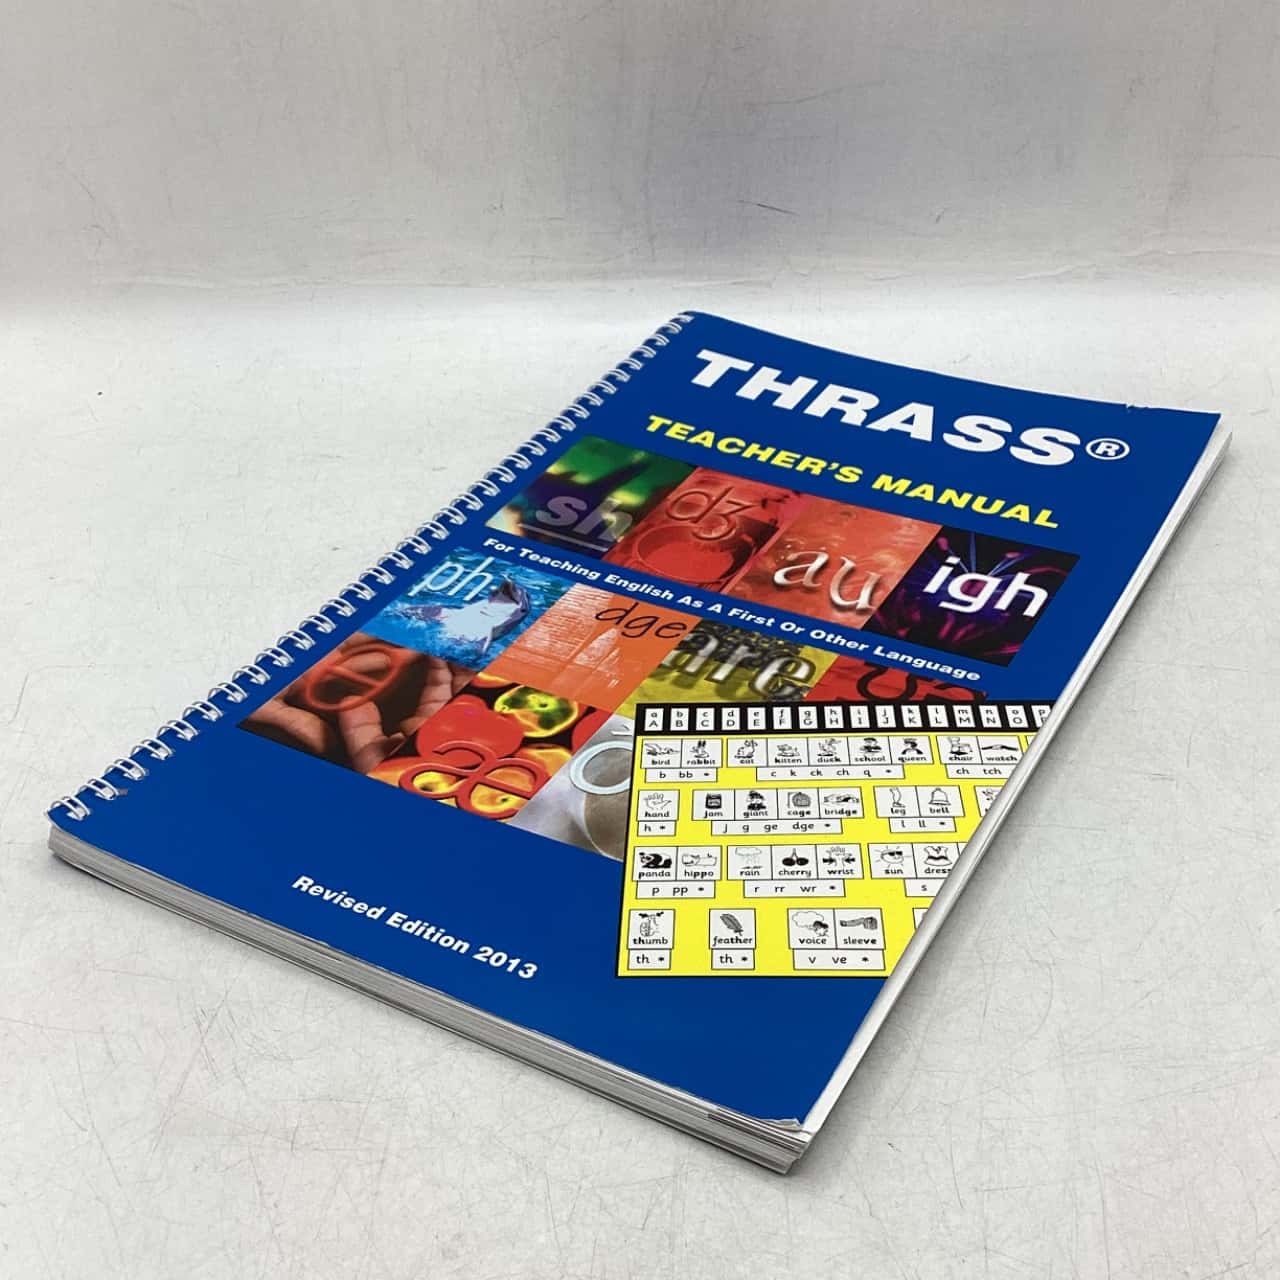 THRASS®
TEACHER'S MANUAL
sh dʒ au igh
For Teaching English As A First Or Other Language
ph dge are ʊə
æ
a b c d e f g h i j k l m n o p
A B C D E F G H I J K L M N O
bird rabbit cat kitten duck school queen chair watch
b bb * c k ck ch q * ch tch
hand jam giant cage bridge leg bell
h * j g ge dge * l ll *
panda hippo rain cherry wrist sun dress
p pp * r rr wr * s
thumb feather voice sleeve
th * th * v ve *
Revised Edition 2013